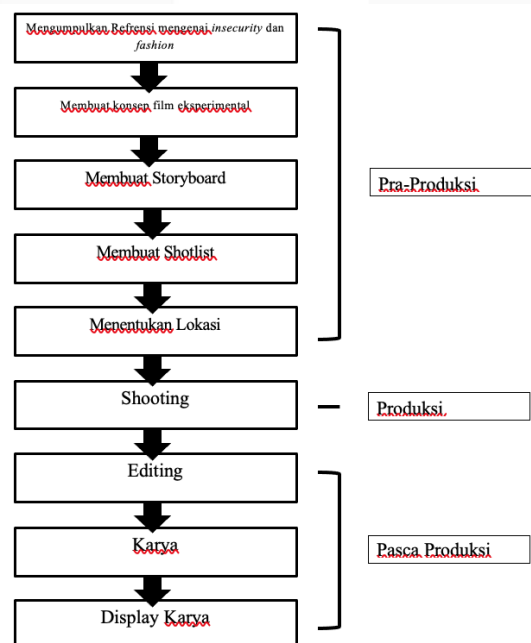 Mengumpulkan Refrensi mengenai insecurity dan
fashion
Membuat konsep film eksperimental
Membuat Storyboard
Membuat Shotlist
Menentukan Lokasi
Pra-Produksi
Shooting
Produksi
Editing
Karya
Display Karya
Pasca Produksi